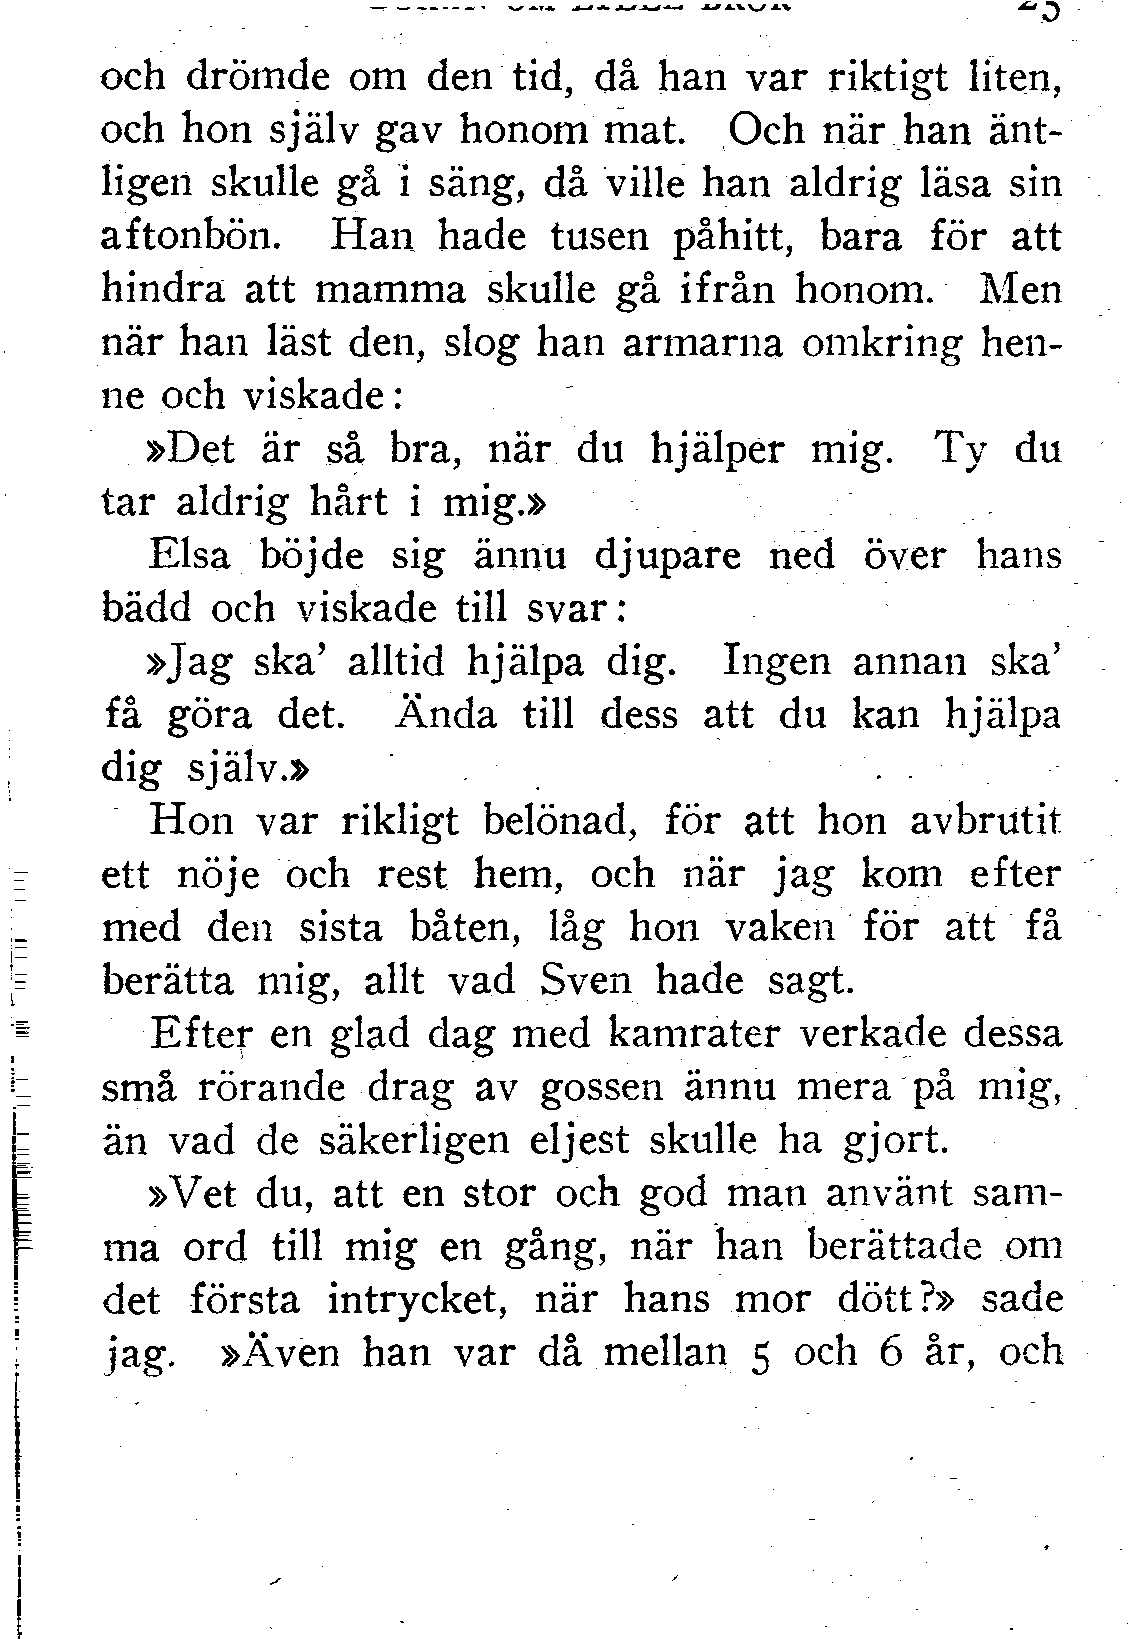 och drömde om den tid, då han var riktigt liten,
och hon själv gav honom mat. Och när han änt-
ligen skulle gå i säng, då ville han aldrig läsa sin
aftonbön. Han hade tusen påhitt, bara för att
hindra att mamma skulle gå ifrån honom. Men
när han läst den, slog han armarna omkring hen-
ne och viskade:
»Det är så bra, när du hjälper mig. Ty du
tar aldrig hårt i mig.»
Elsa böjde sig ännu djupare ned över hans
bädd och viskade till svar:
»Jag ska' alltid hjälpa dig. Ingen annan ska'
få göra det. Ända till dess att du kan hjälpa
dig själv.»
Hon var rikligt belönad, för att hon avbrutit
ett nöje och rest hem, och när jag kom efter
med den sista båten, låg hon vaken för att få
berätta mig, allt vad Sven hade sagt.
Efter en glad dag med kamrater verkade dessa
små rörande drag av gossen ännu mera på mig,
än vad de säkerligen eljest skulle ha gjort.
»Vet du, att en stor och god man använt sam-
ma ord till mig en gång, när han berättade om
det första intrycket, när hans mor dött?» sade
jag. »Även han var då mellan 5 och 6 år, och